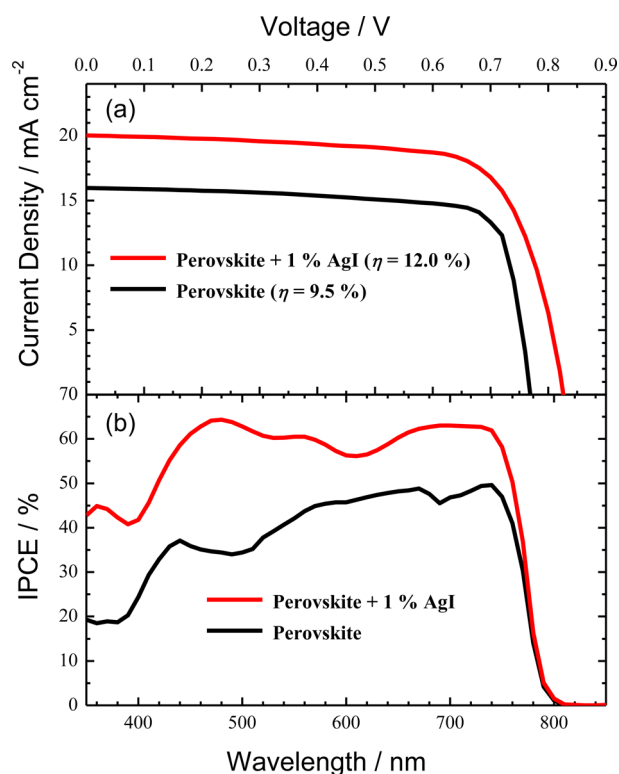 Voltage / V
0.0 0.1 0.2 0.3 0.4 0.5 0.6 0.7 0.8 0.9
(a)
Current Density / mA cm⁻²
20
15
10
5
Perovskite + 1 % AgI (η = 12.0 %)
Perovskite (η = 9.5 %)
70
(b)
IPCE / %
60
50
40
30
20
10
0
Perovskite + 1 % AgI
Perovskite
400 500 600 700 800
Wavelength / nm